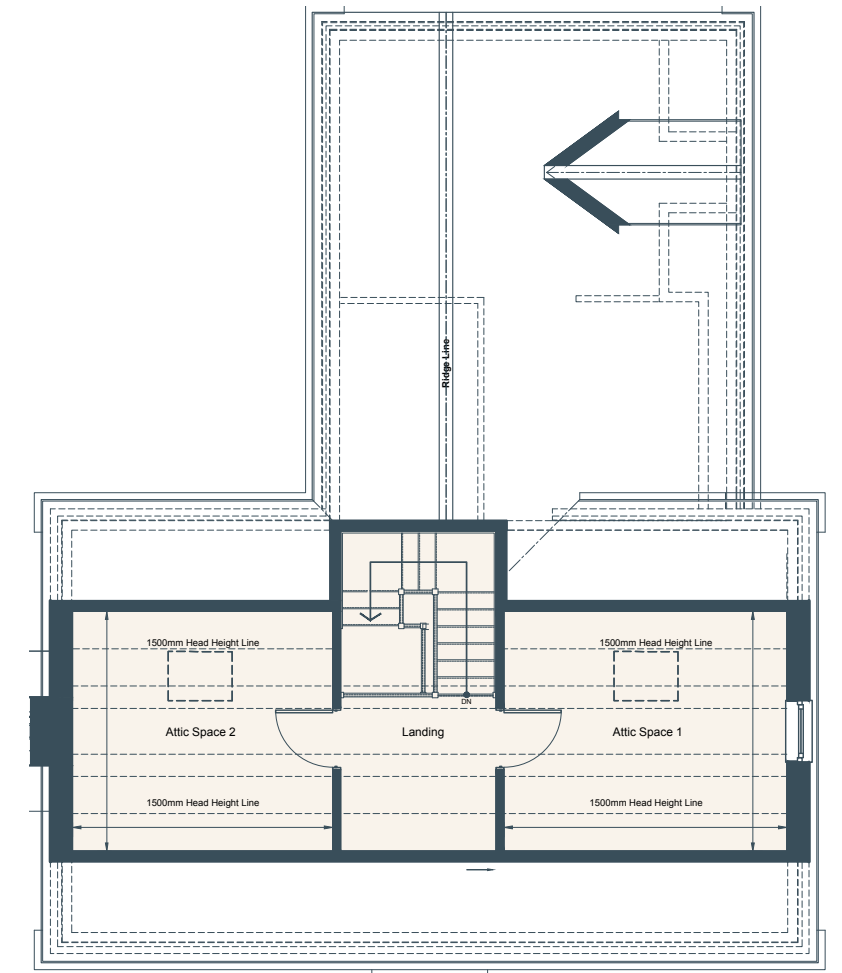 Ridge Line
1500mm Head Height Line
1500mm Head Height Line
DN
Attic Space 2
Landing
Attic Space 1
1500mm Head Height Line
1500mm Head Height Line